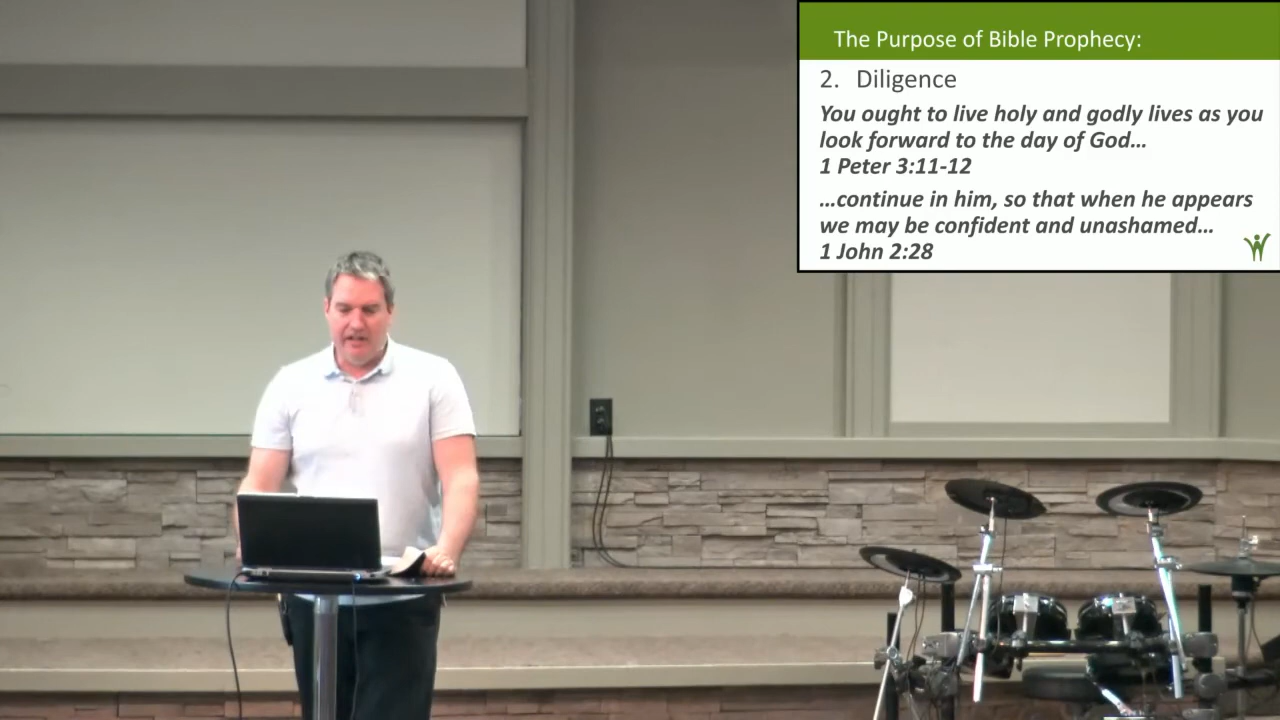 The Purpose of Bible Prophecy:
2. Diligence
You ought to live holy and godly lives as you
look forward to the day of God…
1 Peter 3:11-12
…continue in him, so that when he appears
we may be confident and unashamed…
1 John 2:28